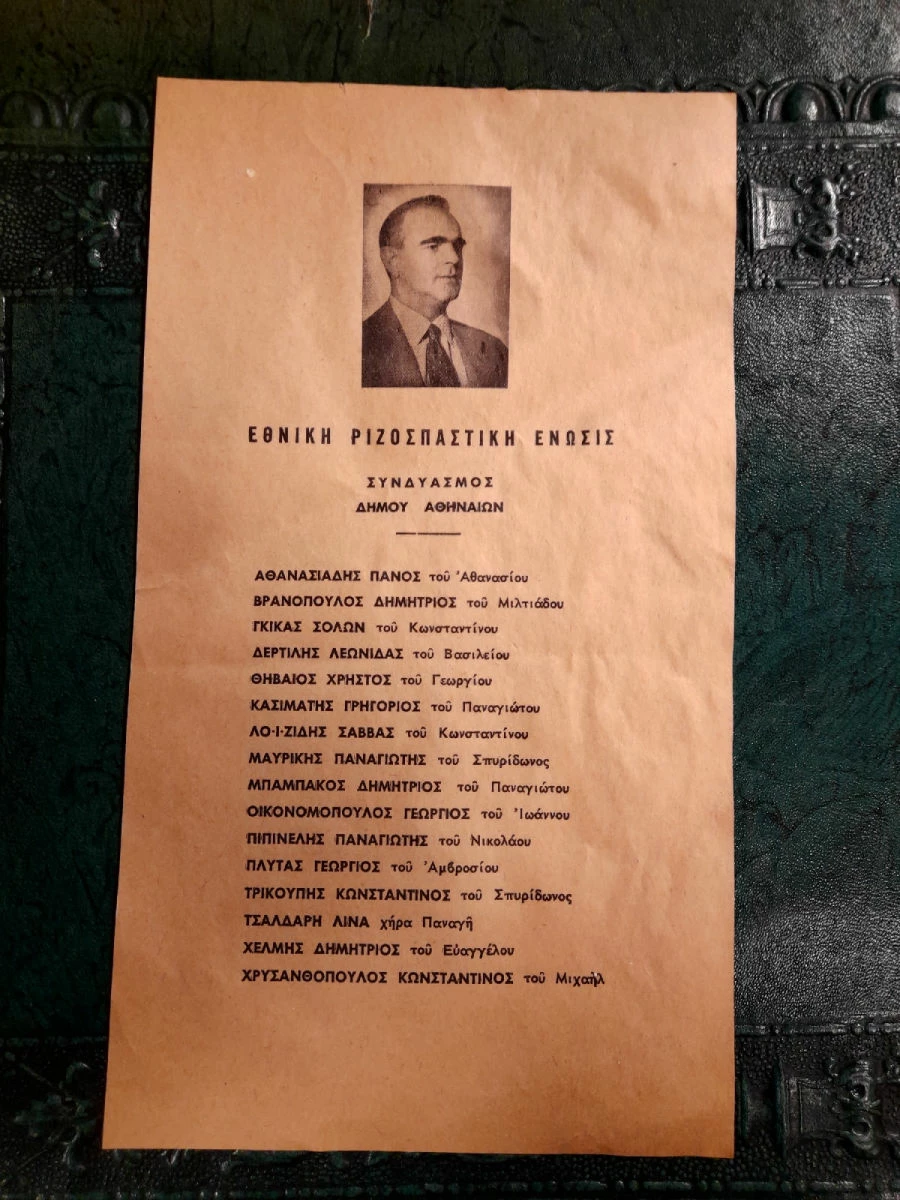 ΕΘΝΙΚΗ ΡΙΖΟΣΠΑΣΤΙΚΗ ΕΝΩΣΙΣ
ΣΥΝΔΥΑΣΜΟΣ
ΔΗΜΟΥ ΑΘΗΝΑΙΩΝ
ΑΘΑΝΑΣΙΑΔΗΣ ΠΑΝΟΣ τοῦ Ἀθανασίου
ΒΡΑΝΟΠΟΥΛΟΣ ΔΗΜΗΤΡΙΟΣ τοῦ Μιλτιάδου
ΓΚΙΚΑΣ ΣΟΛΩΝ τοῦ Κωνσταντίνου
ΔΕΡΤΙΛΗΣ ΛΕΩΝΙΔΑΣ τοῦ Βασιλείου
ΘΗΒΑΙΟΣ ΧΡΗΣΤΟΣ τοῦ Γεωργίου
ΚΑΣΙΜΑΤΗΣ ΓΡΗΓΟΡΙΟΣ τοῦ Παναγιώτου
ΛΟ·Ι·ΖΙΔΗΣ ΣΑΒΒΑΣ τοῦ Κωνσταντίνου
ΜΑΥΡΙΚΗΣ ΠΑΝΑΓΙΩΤΗΣ τοῦ Σπυρίδωνος
ΜΠΑΜΠΑΚΟΣ ΔΗΜΗΤΡΙΟΣ τοῦ Παναγιώτου
ΟΙΚΟΝΟΜΟΠΟΥΛΟΣ ΓΕΩΡΓΙΟΣ τοῦ Ἰωάννου
ΠΙΠΙΝΕΛΗΣ ΠΑΝΑΓΙΩΤΗΣ τοῦ Νικολάου
ΠΛΥΤΑΣ ΓΕΩΡΓΙΟΣ τοῦ Ἀμβροσίου
ΤΡΙΚΟΥΠΗΣ ΚΩΝΣΤΑΝΤΙΝΟΣ τοῦ Σπυρίδωνος
ΤΣΑΛΔΑΡΗ ΛΙΝΑ χήρα Παναγῆ
ΧΕΛΜΗΣ ΔΗΜΗΤΡΙΟΣ τοῦ Εὐαγγέλου
ΧΡΥΣΑΝΘΟΠΟΥΛΟΣ ΚΩΝΣΤΑΝΤΙΝΟΣ τοῦ Μιχαὴλ